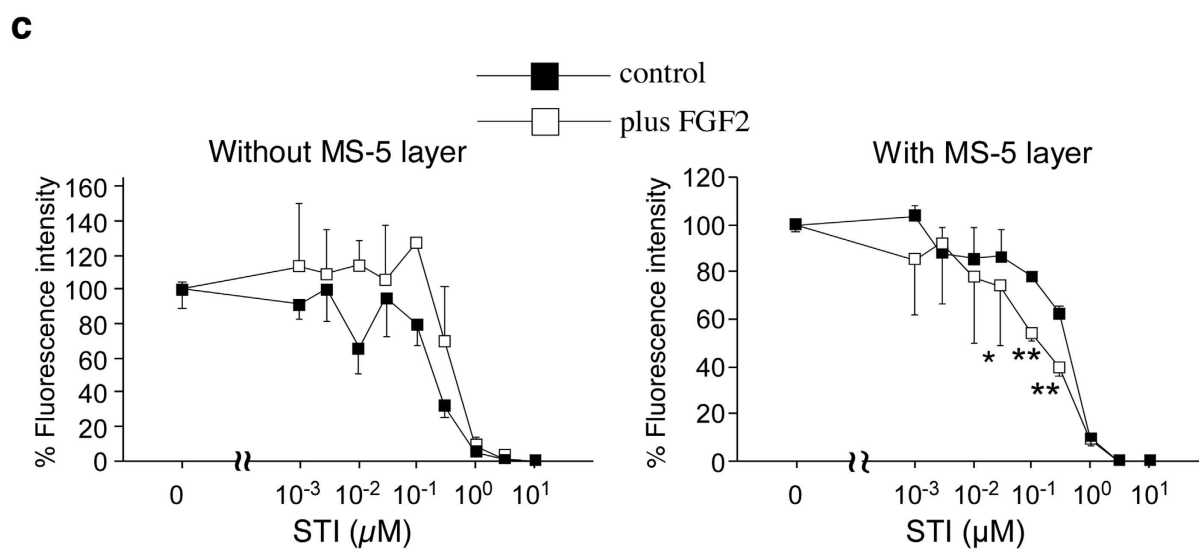 c
control
plus FGF2
Without MS-5 layer
% Fluorescence intensity
160
140
120
100
80
60
40
20
0
0 10⁻³ 10⁻² 10⁻¹ 10⁰ 10¹
STI (μM)
With MS-5 layer
% Fluorescence intensity
120
100
80
60
40
20
0
* ** **
0 10⁻³ 10⁻² 10⁻¹ 10⁰ 10¹
STI (μM)